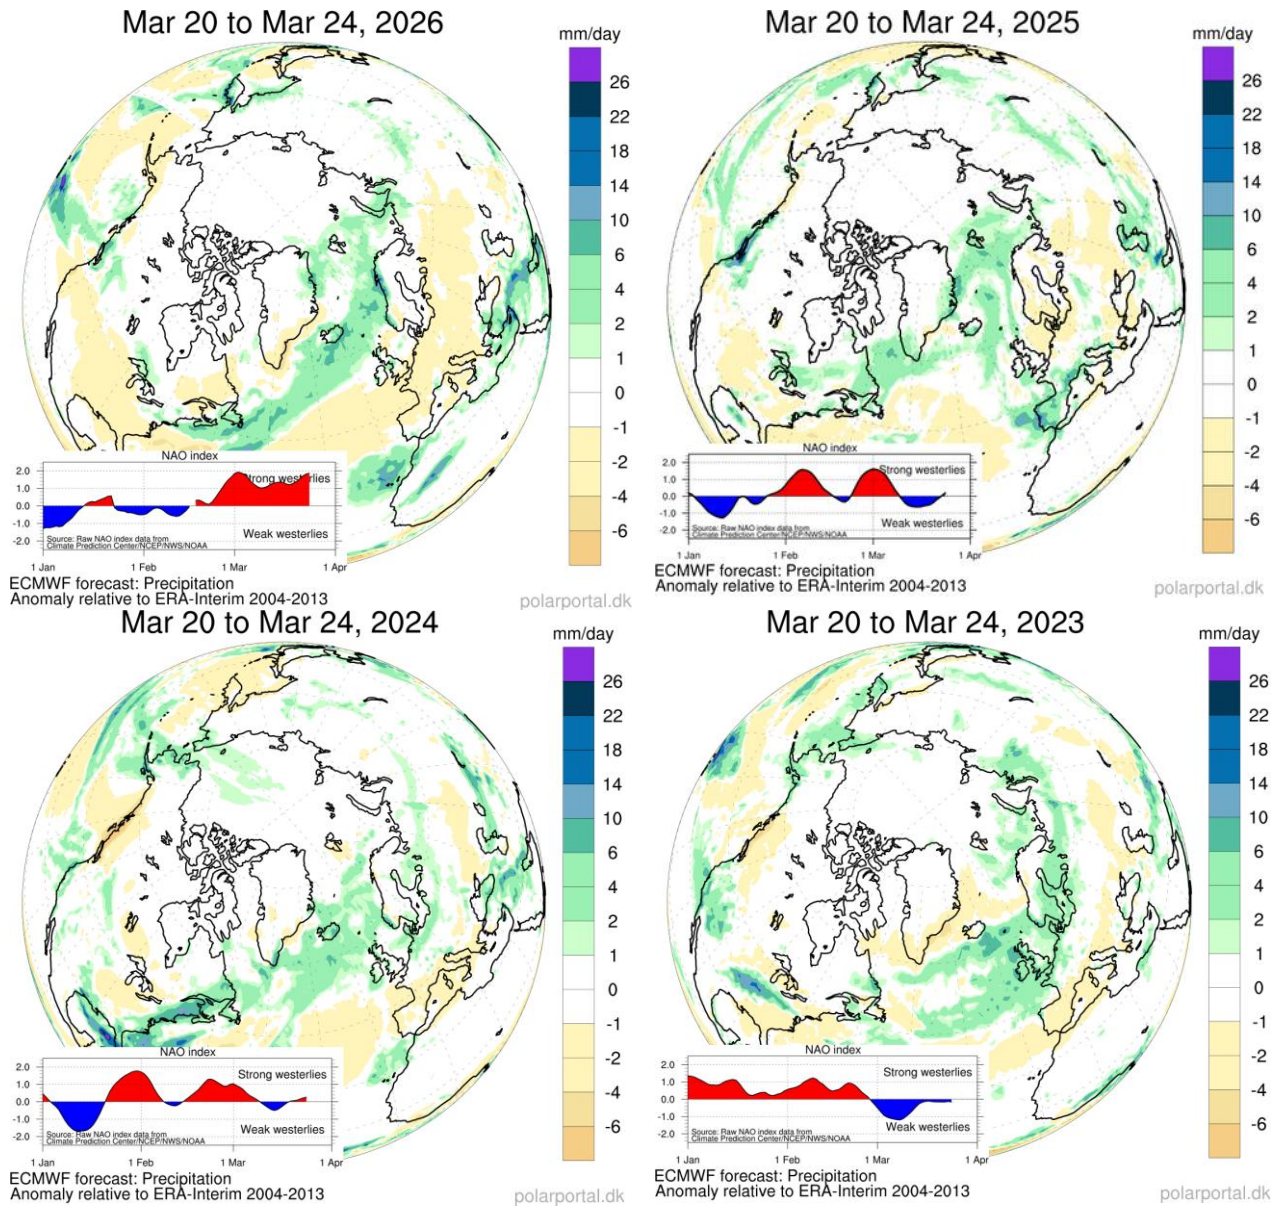 Mar 20 to Mar 24, 2026
mm/day
26
22
18
14
10
6
4
2
1
0
-1
-2
-4
-6
NAO index
2.0
1.0
0.0
-1.0
-2.0
Strong westerlies
Weak westerlies
Source: Raw NAO index data from
Climate Prediction Center/NCEP/NWS/NOAA
1 Jan 1 Feb 1 Mar 1 Apr
ECMWF forecast: Precipitation
Anomaly relative to ERA-Interim 2004-2013
polarportal.dk
Mar 20 to Mar 24, 2025
mm/day
26
22
18
14
10
6
4
2
1
0
-1
-2
-4
-6
NAO index
2.0
1.0
0.0
-1.0
-2.0
Strong westerlies
Weak westerlies
Source: Raw NAO index data from
Climate Prediction Center/NCEP/NWS/NOAA
1 Jan 1 Feb 1 Mar 1 Apr
ECMWF forecast: Precipitation
Anomaly relative to ERA-Interim 2004-2013
polarportal.dk
Mar 20 to Mar 24, 2024
mm/day
26
22
18
14
10
6
4
2
1
0
-1
-2
-4
-6
NAO index
2.0
1.0
0.0
-1.0
-2.0
Strong westerlies
Weak westerlies
Source: Raw NAO index data from
Climate Prediction Center/NCEP/NWS/NOAA
1 Jan 1 Feb 1 Mar 1 Apr
ECMWF forecast: Precipitation
Anomaly relative to ERA-Interim 2004-2013
polarportal.dk
Mar 20 to Mar 24, 2023
mm/day
26
22
18
14
10
6
4
2
1
0
-1
-2
-4
-6
NAO index
2.0
1.0
0.0
-1.0
-2.0
Strong westerlies
Weak westerlies
Source: Raw NAO index data from
Climate Prediction Center/NCEP/NWS/NOAA
1 Jan 1 Feb 1 Mar 1 Apr
ECMWF forecast: Precipitation
Anomaly relative to ERA-Interim 2004-2013
polarportal.dk